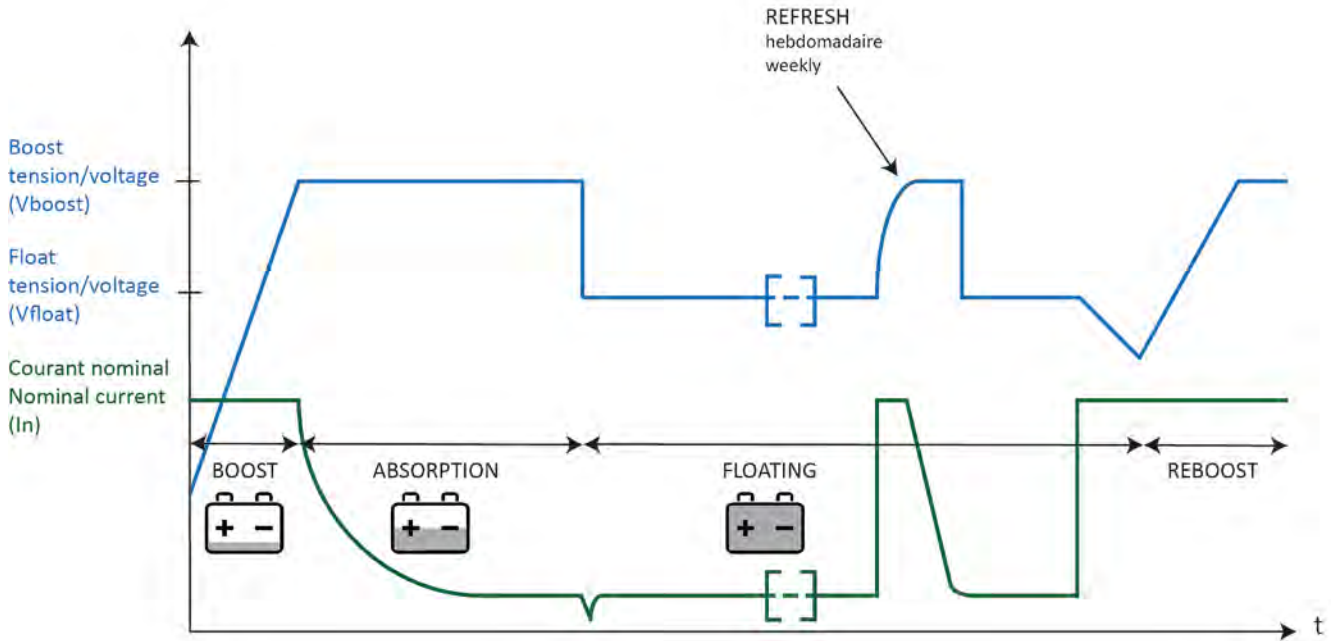 REFRESH
hebdomadaire
weekly
Boost
tension/voltage
(Vboost)
Float
tension/voltage
(Vfloat)
Courant nominal
Nominal current
(In)
BOOST
ABSORPTION
FLOATING
REBOOST
+ −
+ −
+ −
t